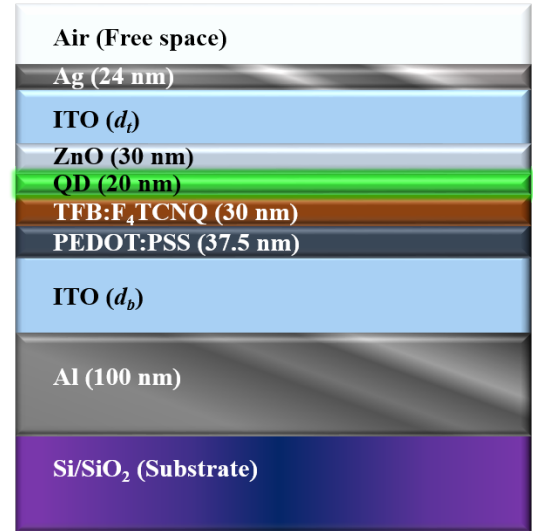 Air (Free space)
Ag (24 nm)
ITO (dₜ)
ZnO (30 nm)
QD (20 nm)
TFB:F₄TCNQ (30 nm)
PEDOT:PSS (37.5 nm)
ITO (d_b)
Al (100 nm)
Si/SiO₂ (Substrate)